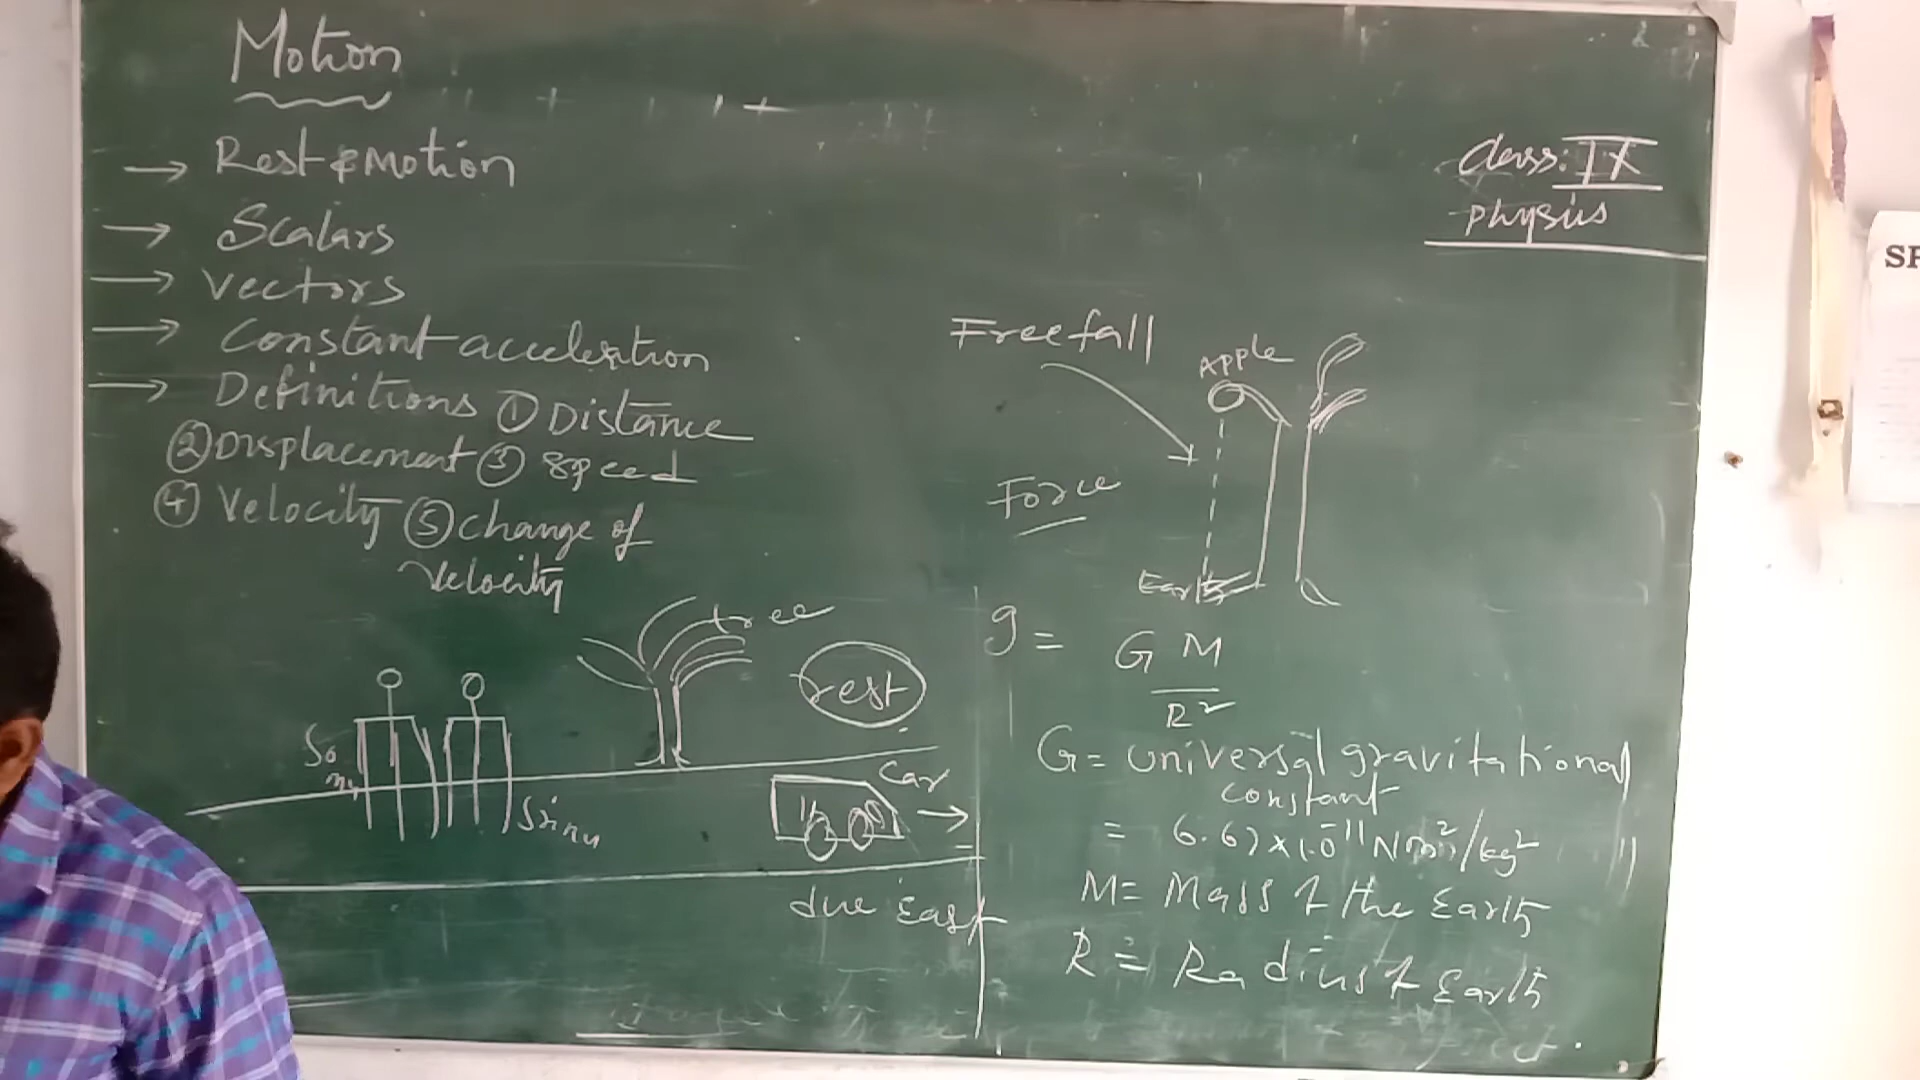 Motion
→ Rest & Motion
→ Scalars
→ Vectors
→ Constant acceleration
→ Definitions ① Distance
② Displacement ③ Speed
④ Velocity ⑤ change of
Velocity
tree
rest
Car
due East
Class: IX
Physics
Free fall
Apple
Force
Earth
g = GM
R²
G = universal gravitational
constant
= 6.67 × 10⁻¹¹ Nm²/kg²
M = Mass of the Earth
R = Radius of Earth